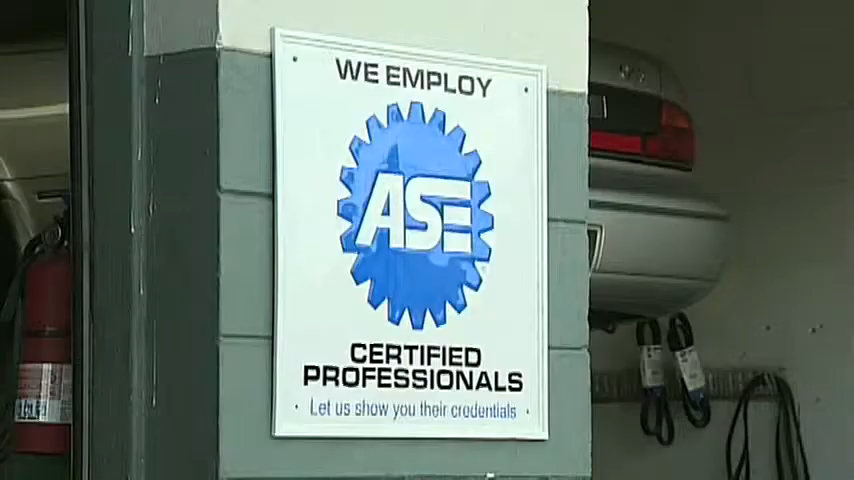 WE EMPLOY
ASE
CERTIFIED
PROFESSIONALS
Let us show you their credentials